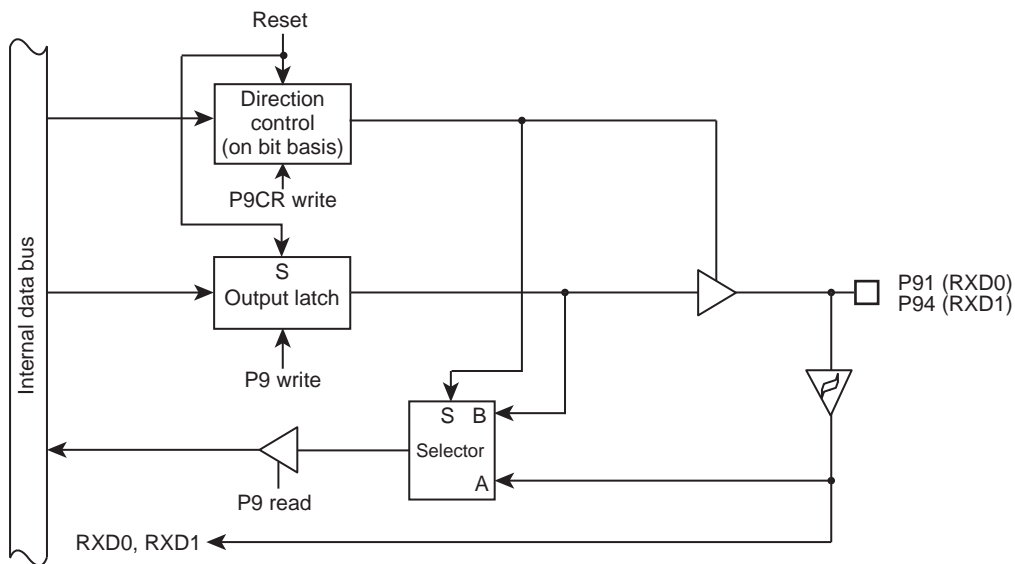 Reset
Direction
control
(on bit basis)
P9CR write
Internal data bus
S
Output latch
P9 write
P91 (RXD0)
P94 (RXD1)
S B
Selector
A
P9 read
RXD0, RXD1